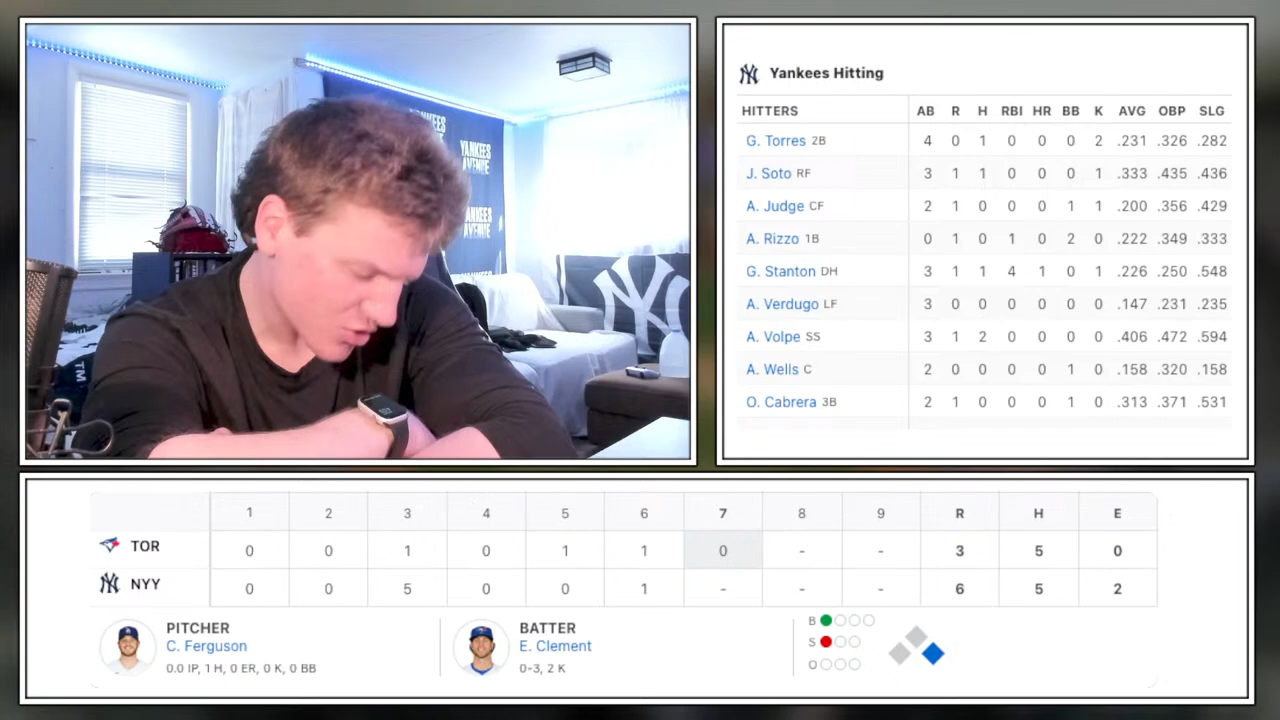 YANKEES
YANKEES
AVENUE
YANKEES
NY
TM
NY Yankees Hitting
HITTERS AB R H RBI HR BB K AVG OBP SLG
G. Torres 2B 4 1 1 0 0 0 2 .231 .326 .282
J. Soto RF 3 1 1 0 0 0 1 .333 .435 .436
A. Judge CF 2 1 0 0 0 1 1 .200 .356 .429
A. Rizzo 1B 0 1 0 1 0 2 0 .222 .349 .333
G. Stanton DH 3 1 1 4 1 0 1 .226 .250 .548
A. Verdugo LF 3 0 0 0 0 0 0 .147 .231 .235
A. Volpe SS 3 1 2 0 0 0 0 .406 .472 .594
A. Wells C 2 0 0 0 0 1 0 .158 .320 .158
O. Cabrera 3B 2 1 0 0 0 1 0 .313 .371 .531
1 2 3 4 5 6 7 8 9 R H E
TOR 0 0 1 0 1 1 0 - - 3 5 0
NY NYY 0 0 5 0 0 1 - - - 6 5 2
PITCHER
C. Ferguson
0.0 IP, 1 H, 0 ER, 0 K, 0 BB
BATTER
E. Clement
0-3, 2 K
B
S
O